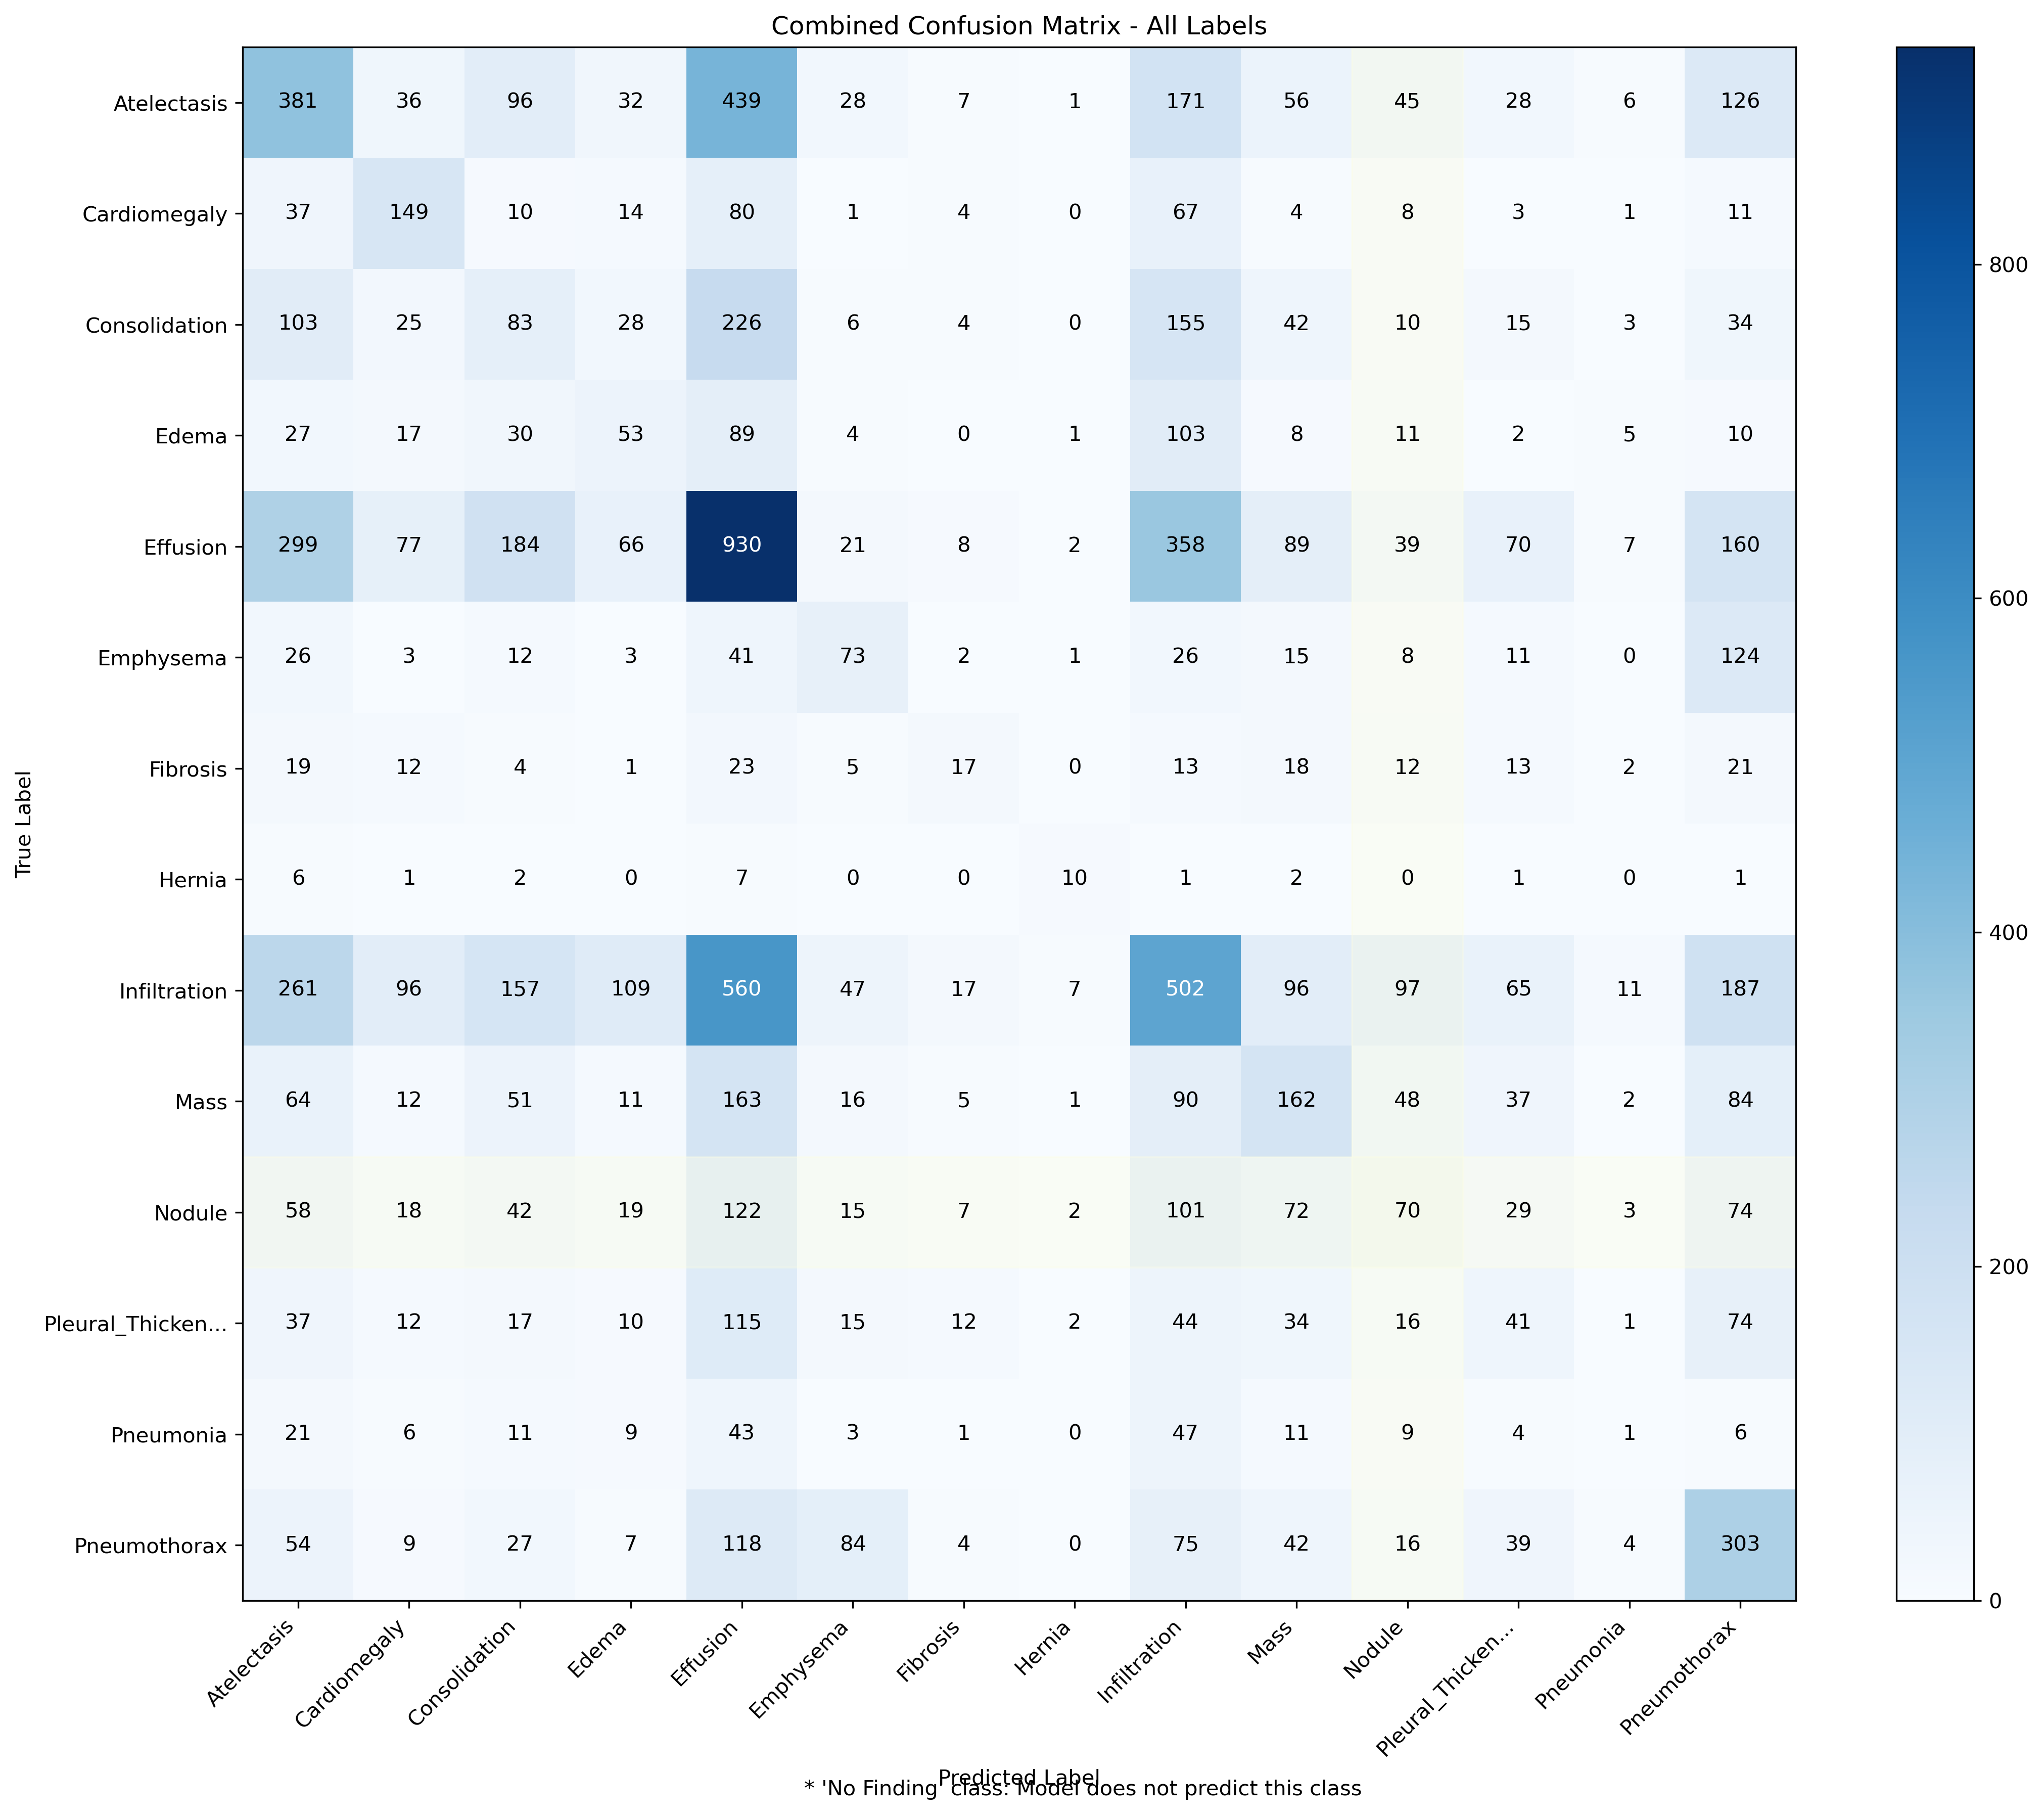 Combined Confusion Matrix - All Labels
True Label
Atelectasis 381 36 96 32 439 28 7 1 171 56 45 28 6 126
Cardiomegaly 37 149 10 14 80 1 4 0 67 4 8 3 1 11
Consolidation 103 25 83 28 226 6 4 0 155 42 10 15 3 34
Edema 27 17 30 53 89 4 0 1 103 8 11 2 5 10
Effusion 299 77 184 66 930 21 8 2 358 89 39 70 7 160
Emphysema 26 3 12 3 41 73 2 1 26 15 8 11 0 124
Fibrosis 19 12 4 1 23 5 17 0 13 18 12 13 2 21
Hernia 6 1 2 0 7 0 0 10 1 2 0 1 0 1
Infiltration 261 96 157 109 560 47 17 7 502 96 97 65 11 187
Mass 64 12 51 11 163 16 5 1 90 162 48 37 2 84
Nodule 58 18 42 19 122 15 7 2 101 72 70 29 3 74
Pleural_Thicken... 37 12 17 10 115 15 12 2 44 34 16 41 1 74
Pneumonia 21 6 11 9 43 3 1 0 47 11 9 4 1 6
Pneumothorax 54 9 27 7 118 84 4 0 75 42 16 39 4 303
Atelectasis Cardiomegaly Consolidation Edema Effusion Emphysema Fibrosis Hernia Infiltration Mass Nodule Pleural_Thicken... Pneumonia Pneumothorax
Predicted Label
* 'No Finding' class: Model does not predict this class
800
600
400
200
0